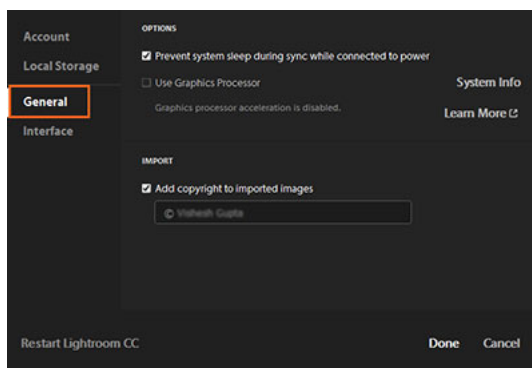 Account
Local Storage
General
Interface
OPTIONS
Prevent system sleep during sync while connected to power
Use Graphics Processor
System Info
Graphics processor acceleration is disabled.
Learn More
IMPORT
Add copyright to imported images
©
Restart Lightroom CC
Done
Cancel